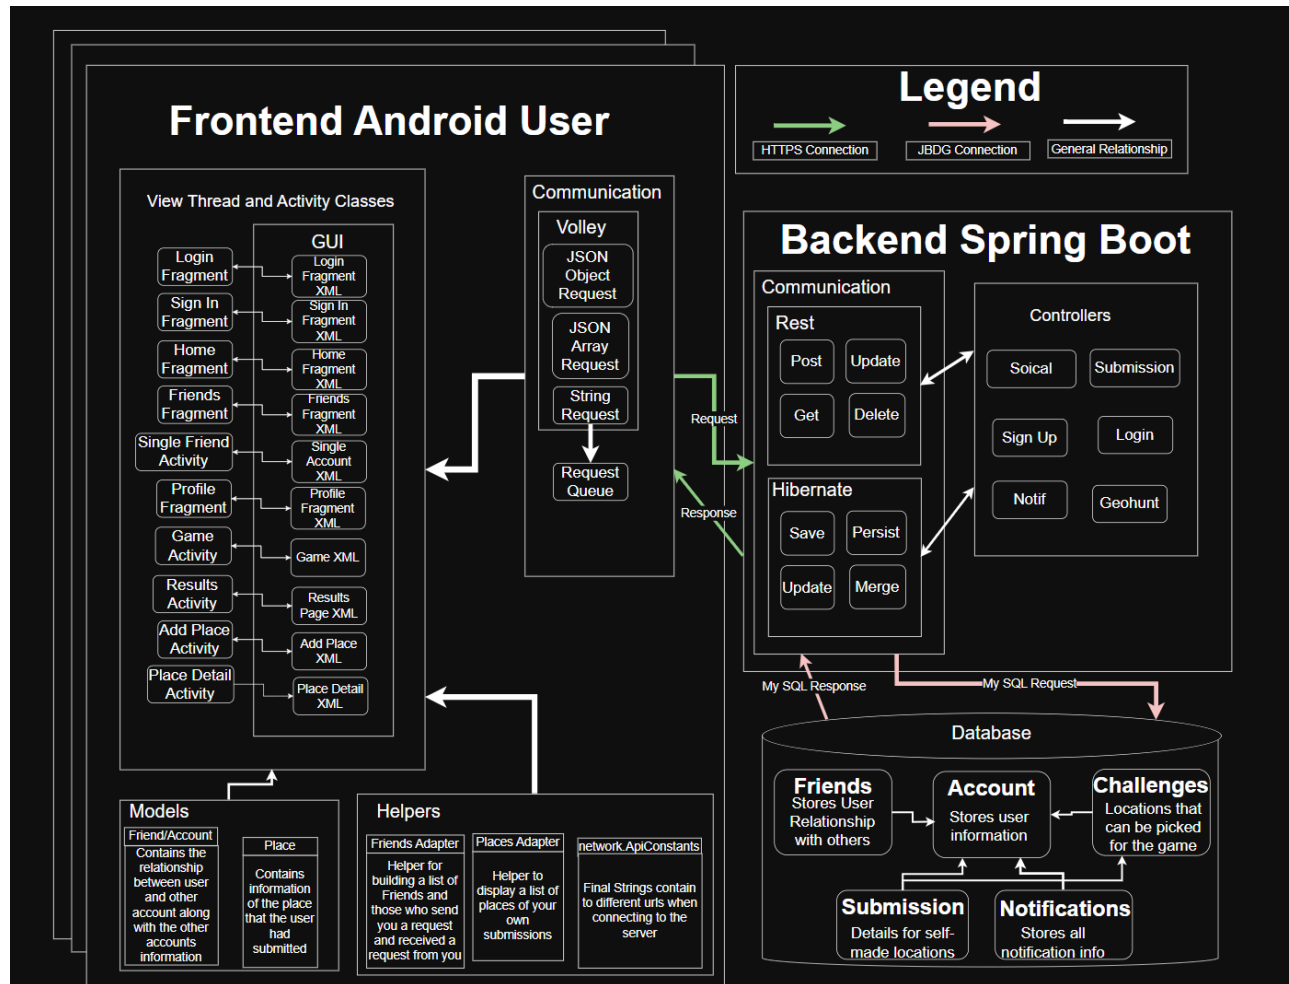 Frontend Android User
View Thread and Activity Classes
GUI
Login
Fragment
Login
Fragment
XML
Sign In
Fragment
Sign In
Fragment
XML
Home
Fragment
Home
Fragment
XML
Friends
Fragment
Friends
Fragment
XML
Single Friend
Activity
Single
Account
XML
Profile
Fragment
Profile
Fragment
XML
Game
Activity
Game XML
Results
Activity
Results
Page XML
Add Place
Activity
Add Place
XML
Place Detail
Activity
Place Detail
XML
Communication
Volley
JSON
Object
Request
JSON
Array
Request
String
Request
Request
Queue
Models
Friend/Account
Contains the
relationship
between user
and other
account along
with the other
accounts
information
Place
Contains
information
of the place
that the user
had
submitted
Helpers
Friends Adapter
Helper for
building a list of
Friends and
those who send
you a request
and received a
request from you
Places Adapter
Helper to
display a list of
places of your
own
submissions
network.ApiConstants
Final Strings contain
to different urls when
connecting to the
server
Legend
HTTPS Connection
JBDG Connection
General Relationship
Request
Response
Backend Spring Boot
Communication
Rest
Post
Update
Get
Delete
Hibernate
Save
Persist
Update
Merge
Controllers
Soical
Submission
Sign Up
Login
Notif
Geohunt
My SQL Response
My SQL Request
Database
Friends
Stores User
Relationship
with others
Account
Stores user
information
Challenges
Locations that
can be picked
for the game
Submission
Details for self-
made locations
Notifications
Stores all
notification info